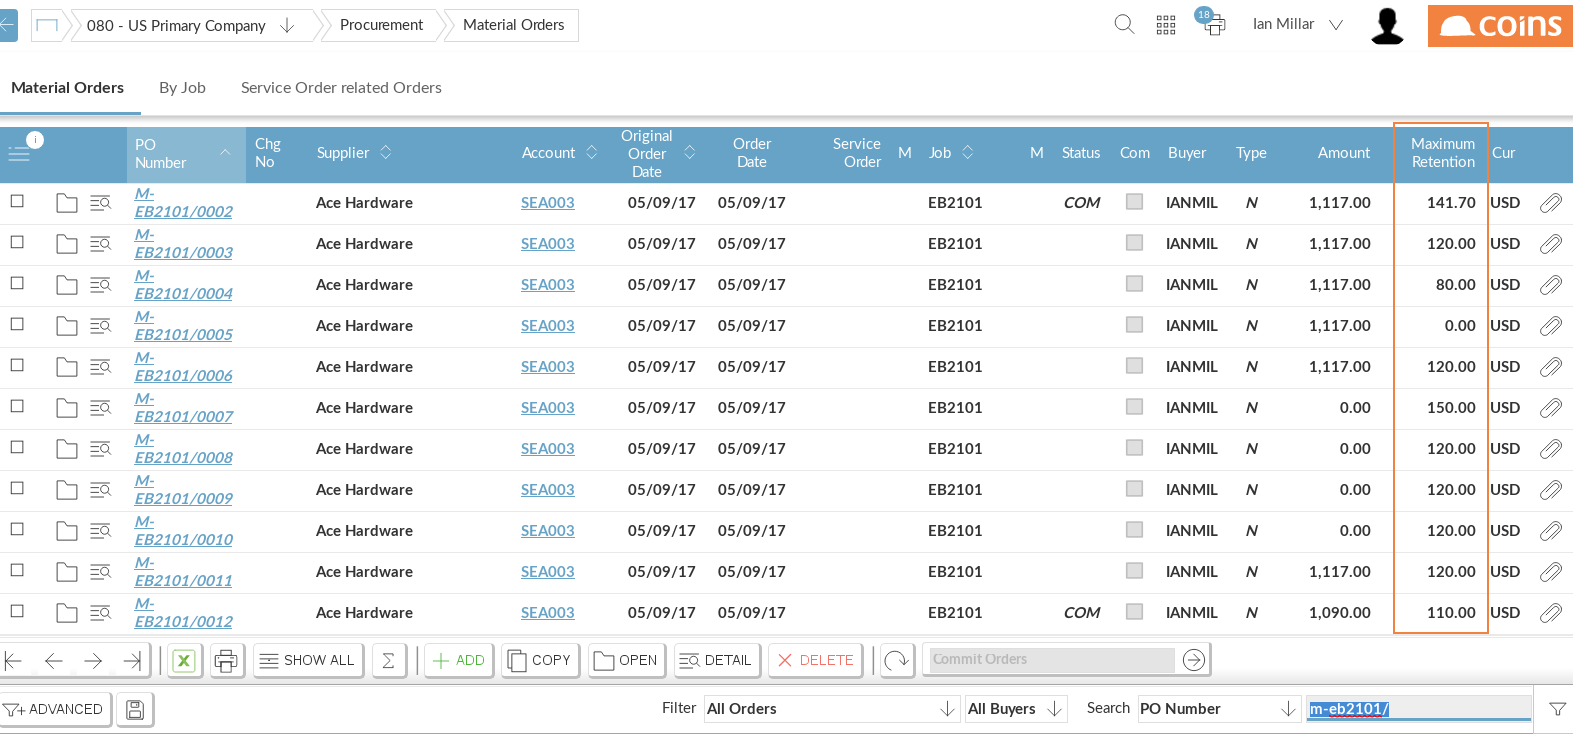 080 - US Primary Company
Procurement
Material Orders
18
Ian Millar
coins
Material Orders
By Job
Service Order related Orders
i
PO
Number
Chg
No
Supplier
Account
Original
Order
Date
Order
Date
Service
Order
M
Job
M
Status
Com
Buyer
Type
Amount
Maximum
Retention
Cur
M-
EB2101/0002 Ace Hardware SEA003 05/09/17 05/09/17 EB2101 COM IANMIL N 1,117.00 141.70 USD
M-
EB2101/0003 Ace Hardware SEA003 05/09/17 05/09/17 EB2101 IANMIL N 1,117.00 120.00 USD
M-
EB2101/0004 Ace Hardware SEA003 05/09/17 05/09/17 EB2101 IANMIL N 1,117.00 80.00 USD
M-
EB2101/0005 Ace Hardware SEA003 05/09/17 05/09/17 EB2101 IANMIL N 1,117.00 0.00 USD
M-
EB2101/0006 Ace Hardware SEA003 05/09/17 05/09/17 EB2101 IANMIL N 1,117.00 120.00 USD
M-
EB2101/0007 Ace Hardware SEA003 05/09/17 05/09/17 EB2101 IANMIL N 0.00 150.00 USD
M-
EB2101/0008 Ace Hardware SEA003 05/09/17 05/09/17 EB2101 IANMIL N 0.00 120.00 USD
M-
EB2101/0009 Ace Hardware SEA003 05/09/17 05/09/17 EB2101 IANMIL N 0.00 120.00 USD
M-
EB2101/0010 Ace Hardware SEA003 05/09/17 05/09/17 EB2101 IANMIL N 0.00 120.00 USD
M-
EB2101/0011 Ace Hardware SEA003 05/09/17 05/09/17 EB2101 IANMIL N 1,117.00 120.00 USD
M-
EB2101/0012 Ace Hardware SEA003 05/09/17 05/09/17 EB2101 COM IANMIL N 1,090.00 110.00 USD
X SHOW ALL Σ ADD COPY OPEN DETAIL DELETE Commit Orders
ADVANCED Filter All Orders All Buyers Search PO Number m-eb2101/